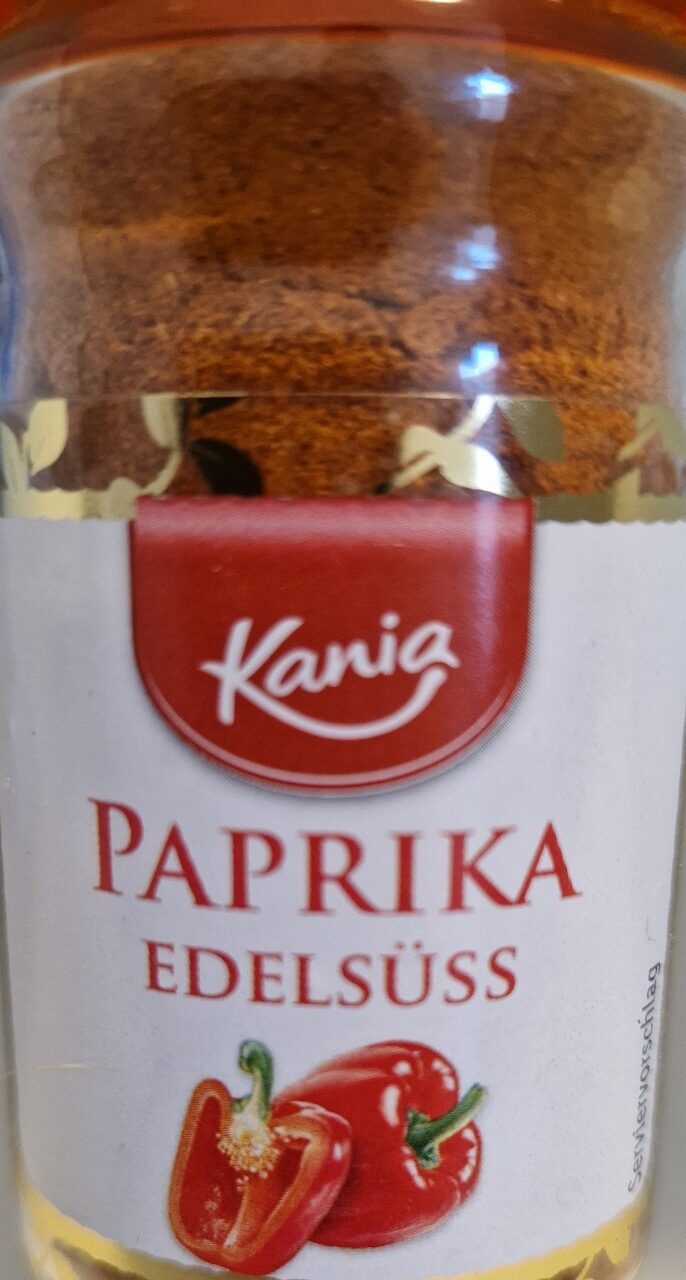 Kania
PAPRIKA
EDELSÜSS
Serviervorschlag